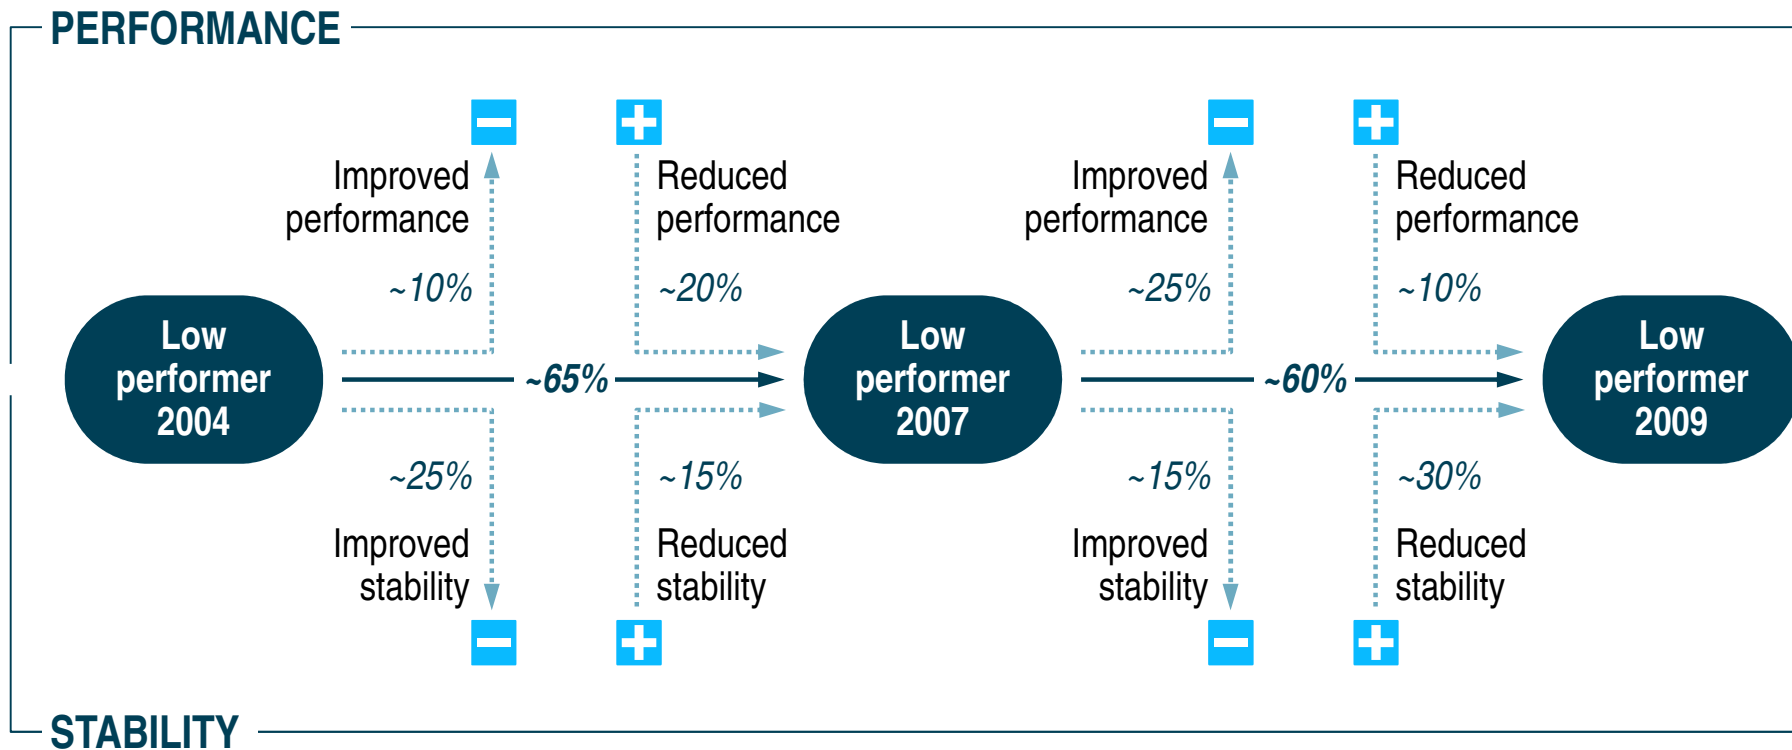 PERFORMANCE
Improved
performance
~10%
Reduced
performance
~20%
Improved
performance
~25%
Reduced
performance
~10%
Low
performer
2004
~65%
Low
performer
2007
~60%
Low
performer
2009
~25%
Improved
stability
~15%
Reduced
stability
~15%
Improved
stability
~30%
Reduced
stability
STABILITY